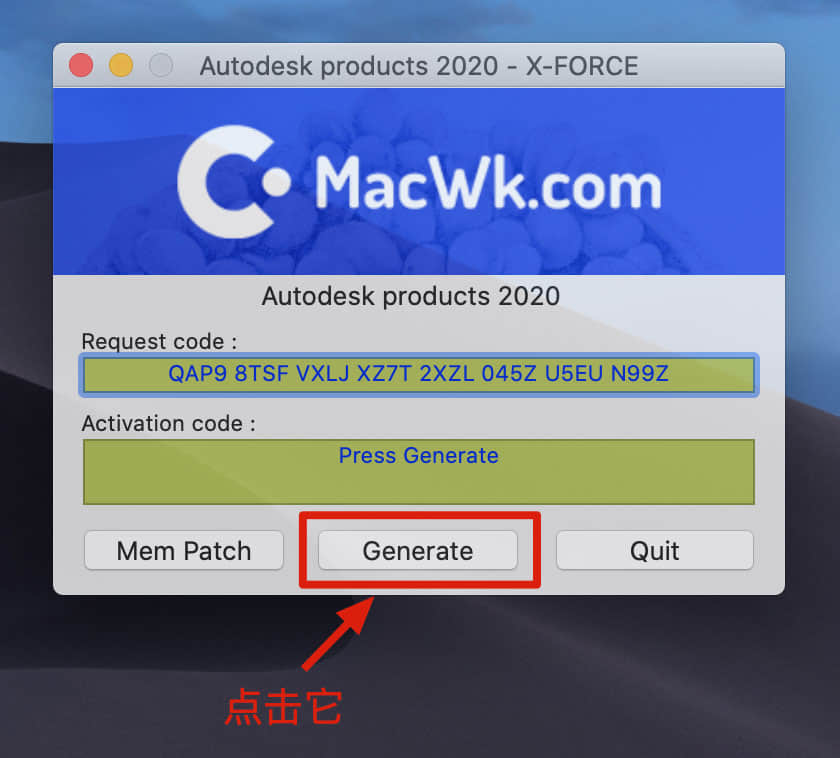 Autodesk products 2020 - X-FORCE
MacWk.com
Autodesk products 2020
Request code :
QAP9 8TSF VXLJ XZ7T 2XZL 045Z U5EU N99Z
Activation code :
Press Generate
Mem Patch
Generate
Quit
点击它